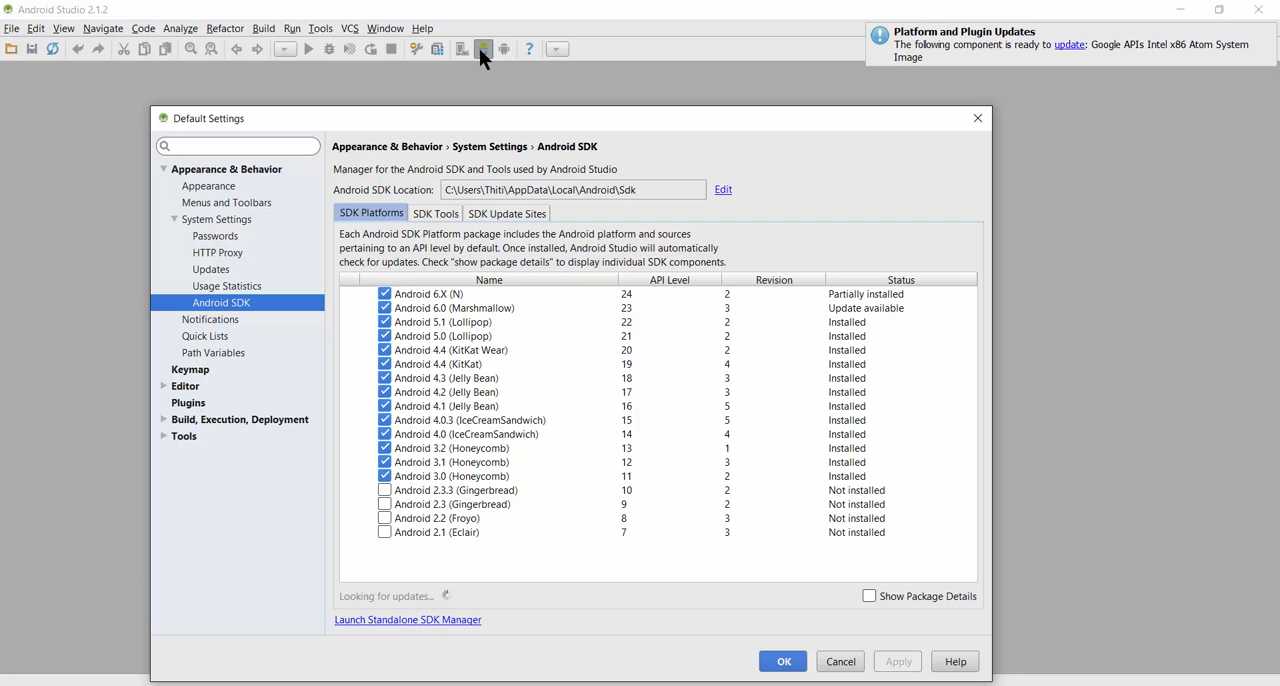 Android Studio 2.1.2
File Edit View Navigate Code Analyze Refactor Build Run Tools VCS Window Help
Platform and Plugin Updates
The following component is ready to update: Google APIs Intel x86 Atom System
Image
Default Settings
Appearance & Behavior
Appearance
Menus and Toolbars
System Settings
Passwords
HTTP Proxy
Updates
Usage Statistics
Android SDK
Notifications
Quick Lists
Path Variables
Keymap
Editor
Plugins
Build, Execution, Deployment
Tools
Appearance & Behavior › System Settings › Android SDK
Manager for the Android SDK and Tools used by Android Studio
Android SDK Location: C:\Users\Thiti\AppData\Local\Android\Sdk Edit
SDK Platforms SDK Tools SDK Update Sites
Each Android SDK Platform package includes the Android platform and sources
pertaining to an API level by default. Once installed, Android Studio will automatically
check for updates. Check "show package details" to display individual SDK components.
Name API Level Revision Status
Android 6.X (N) 24 2 Partially installed
Android 6.0 (Marshmallow) 23 3 Update available
Android 5.1 (Lollipop) 22 2 Installed
Android 5.0 (Lollipop) 21 2 Installed
Android 4.4 (KitKat Wear) 20 2 Installed
Android 4.4 (KitKat) 19 4 Installed
Android 4.3 (Jelly Bean) 18 3 Installed
Android 4.2 (Jelly Bean) 17 3 Installed
Android 4.1 (Jelly Bean) 16 5 Installed
Android 4.0.3 (IceCreamSandwich) 15 5 Installed
Android 4.0 (IceCreamSandwich) 14 4 Installed
Android 3.2 (Honeycomb) 13 1 Installed
Android 3.1 (Honeycomb) 12 3 Installed
Android 3.0 (Honeycomb) 11 2 Installed
Android 2.3.3 (Gingerbread) 10 2 Not installed
Android 2.3 (Gingerbread) 9 2 Not installed
Android 2.2 (Froyo) 8 3 Not installed
Android 2.1 (Eclair) 7 3 Not installed
Looking for updates... Show Package Details
Launch Standalone SDK Manager
OK Cancel Apply Help